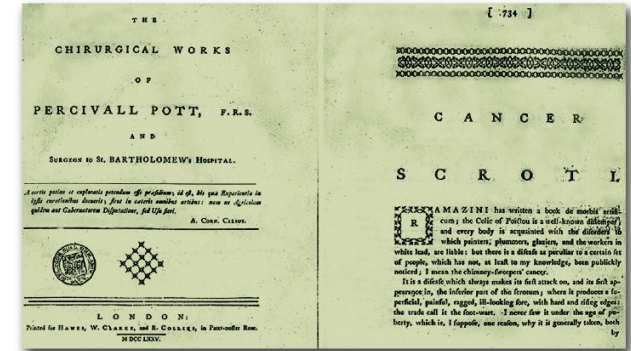 THE
CHIRURGICAL WORKS
OF
PERCIVALL POTT, F.R.S.
AND
SURGEON to St. BARTHOLOMEW's HOSPITAL.
A certis potius et exploratis petendum esse præsidium; id est, his quæ Experientia in
ipsis curationibus docuerit; sicut in cæteris omnibus artibus: nam ne Agricolam
quidem aut Gubernatorem Disputatione, sed Usu fieri.
A. CORN. CELSUS.
LONDON:
Printed for HAWES, W. CLARKE, and R. COLLINS, in Pater-noster Row.
M DCC LXXV.
[ 734 ]
CANCER
SCROTI
RAMAZINI has written a book de morbis artifi-
cum; the Colic of Poictou is a well-known distemper;
and every body is acquainted with the disorders to
which painters, plummers, glaziers, and the workers in
white lead, are liable: but there is a disease as peculiar to a certain set
of people, which has not, at least to my knowledge, been publickly
noticed; I mean the chimney-sweepers' cancer.
It is a disease which always makes its first attack on, and its first ap-
pearance in, the inferior part of the scrotum; where it produces a su-
perficial, painful, ragged, ill-looking sore, with hard and rising edges:
the trade call it the soot-wart. I never saw it under the age of pu-
berty, which is, I suppose, one reason, why it is generally taken, both
by